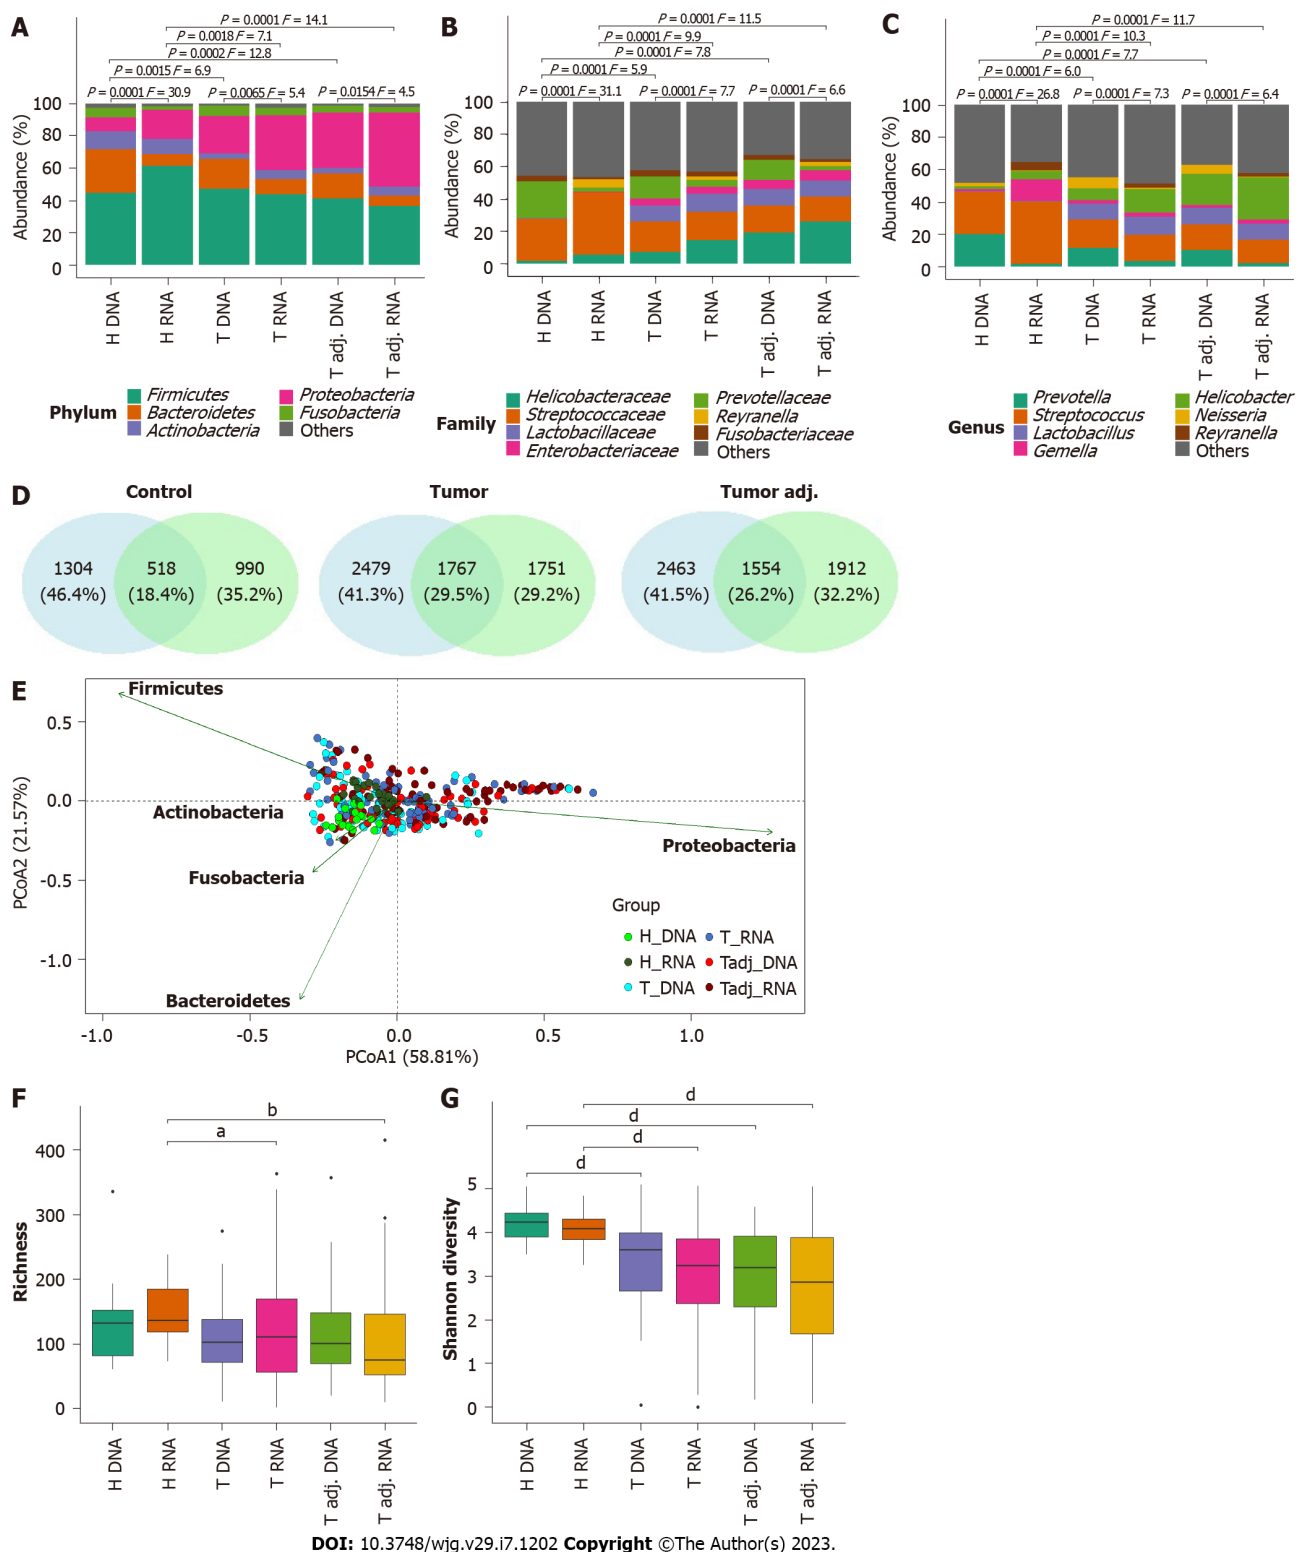 A
P = 0.0001 F = 14.1
P = 0.0018 F = 7.1
P = 0.0002 F = 12.8
P = 0.0015 F = 6.9
P = 0.0001 F = 30.9
P = 0.0065 F = 5.4
P = 0.0154 F = 4.5
Abundance (%)
100
80
60
40
20
0
H DNA
H RNA
T DNA
T RNA
T adj. DNA
T adj. RNA
Phylum
Firmicutes
Bacteroidetes
Actinobacteria
Proteobacteria
Fusobacteria
Others
B
P = 0.0001 F = 11.5
P = 0.0001 F = 9.9
P = 0.0001 F = 7.8
P = 0.0001 F = 5.9
P = 0.0001 F = 31.1
P = 0.0001 F = 7.7
P = 0.0001 F = 6.6
Abundance (%)
100
80
60
40
20
0
H DNA
H RNA
T DNA
T RNA
T adj. DNA
T adj. RNA
Family
Helicobacteraceae
Streptococcaceae
Lactobacillaceae
Enterobacteriaceae
Prevotellaceae
Reyranella
Fusobacteriaceae
Others
C
P = 0.0001 F = 11.7
P = 0.0001 F = 10.3
P = 0.0001 F = 7.7
P = 0.0001 F = 6.0
P = 0.0001 F = 26.8
P = 0.0001 F = 7.3
P = 0.0001 F = 6.4
Abundance (%)
100
80
60
40
20
0
H DNA
H RNA
T DNA
T RNA
T adj. DNA
T adj. RNA
Genus
Prevotella
Streptococcus
Lactobacillus
Gemella
Helicobacter
Neisseria
Reyranella
Others
D
Control
1304
(46.4%)
518
(18.4%)
990
(35.2%)
Tumor
2479
(41.3%)
1767
(29.5%)
1751
(29.2%)
Tumor adj.
2463
(41.5%)
1554
(26.2%)
1912
(32.2%)
E
Firmicutes
Actinobacteria
Fusobacteria
Bacteroidetes
Proteobacteria
PCoA2 (21.57%)
0.5
0.0
-0.5
-1.0
-1.0
-0.5
0.0
0.5
1.0
PCoA1 (58.81%)
Group
H_DNA
H_RNA
T_DNA
T_RNA
Tadj_DNA
Tadj_RNA
F
b
a
Richness
400
300
200
100
0
H DNA
H RNA
T DNA
T RNA
T adj. DNA
T adj. RNA
G
d
d
d
d
Shannon diversity
5
4
3
2
1
0
H DNA
H RNA
T DNA
T RNA
T adj. DNA
T adj. RNA
DOI: 10.3748/wjg.v29.i7.1202 Copyright ©The Author(s) 2023.